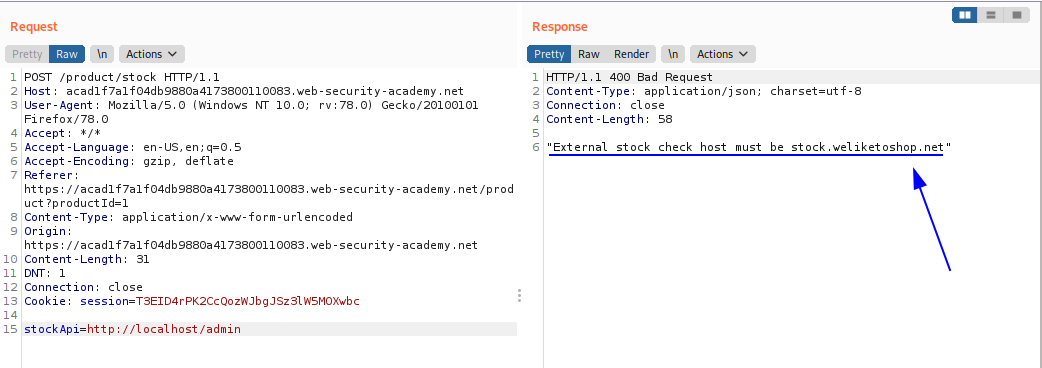 Request
Pretty Raw \n Actions
1 POST /product/stock HTTP/1.1
2 Host: acad1f7a1f04db9880a4173800110083.web-security-academy.net
3 User-Agent: Mozilla/5.0 (Windows NT 10.0; rv:78.0) Gecko/20100101
Firefox/78.0
4 Accept: */*
5 Accept-Language: en-US,en;q=0.5
6 Accept-Encoding: gzip, deflate
7 Referer:
https://acad1f7a1f04db9880a4173800110083.web-security-academy.net/prod
uct?productId=1
8 Content-Type: application/x-www-form-urlencoded
9 Origin:
https://acad1f7a1f04db9880a4173800110083.web-security-academy.net
10 Content-Length: 31
11 DNT: 1
12 Connection: close
13 Cookie: session=T3EID4rPK2CcQozWJbgJSz3lW5MOXwbc
14
15 stockApi=http://localhost/admin
Response
Pretty Raw Render \n Actions
1 HTTP/1.1 400 Bad Request
2 Content-Type: application/json; charset=utf-8
3 Connection: close
4 Content-Length: 58
5
6 "External stock check host must be stock.weliketoshop.net"